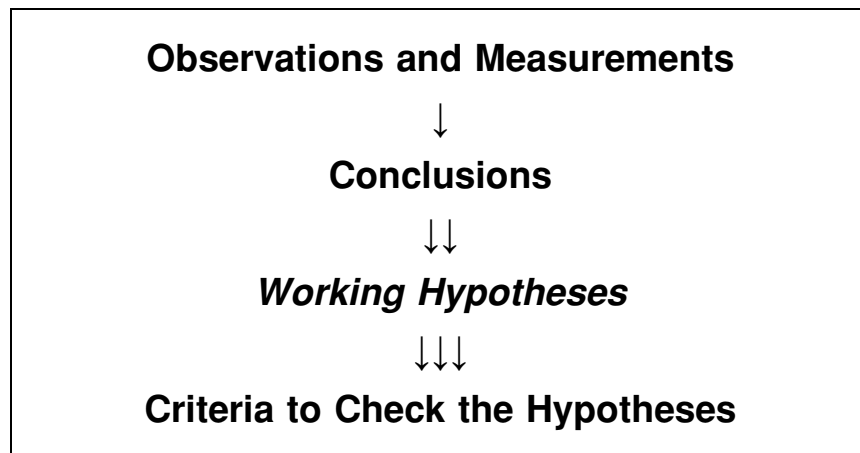 Observations and Measurements
↓
Conclusions
↓↓
Working Hypotheses
↓↓↓
Criteria to Check the Hypotheses